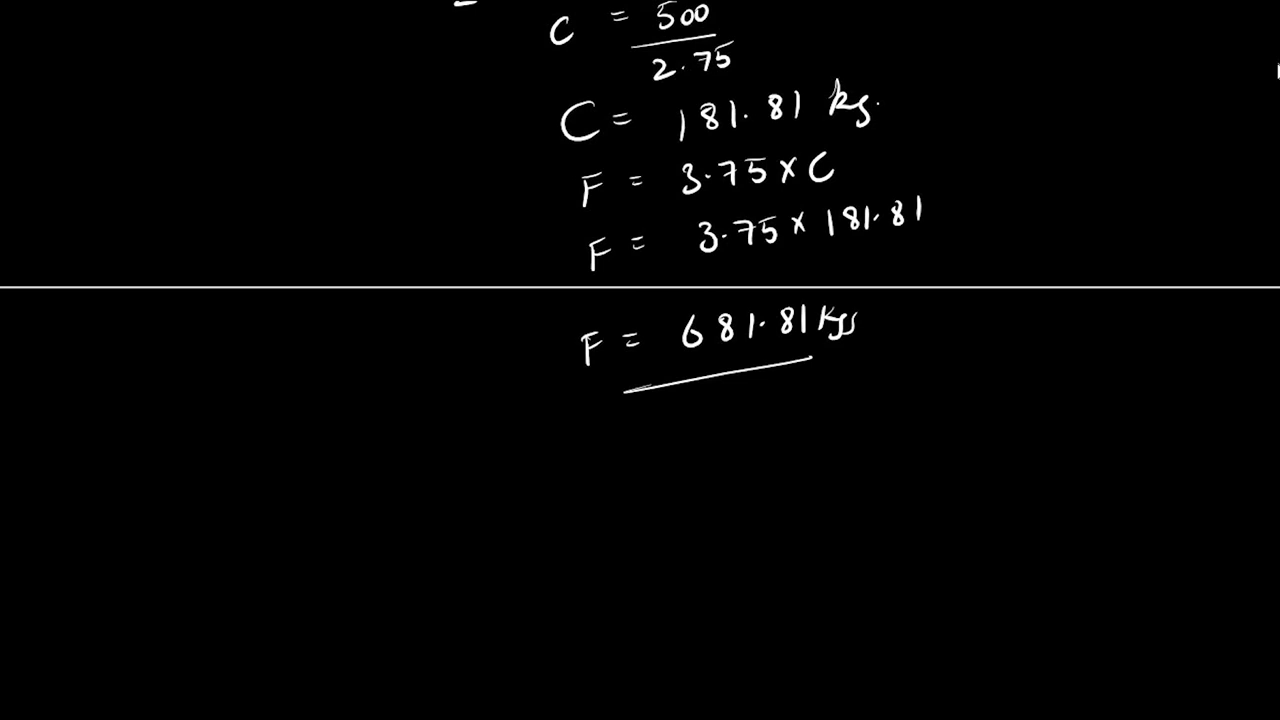 C = 500 / 2.75
C = 181.81 kg.
F = 3.75 x C
F = 3.75 x 181.81
F = 681.81 kgs